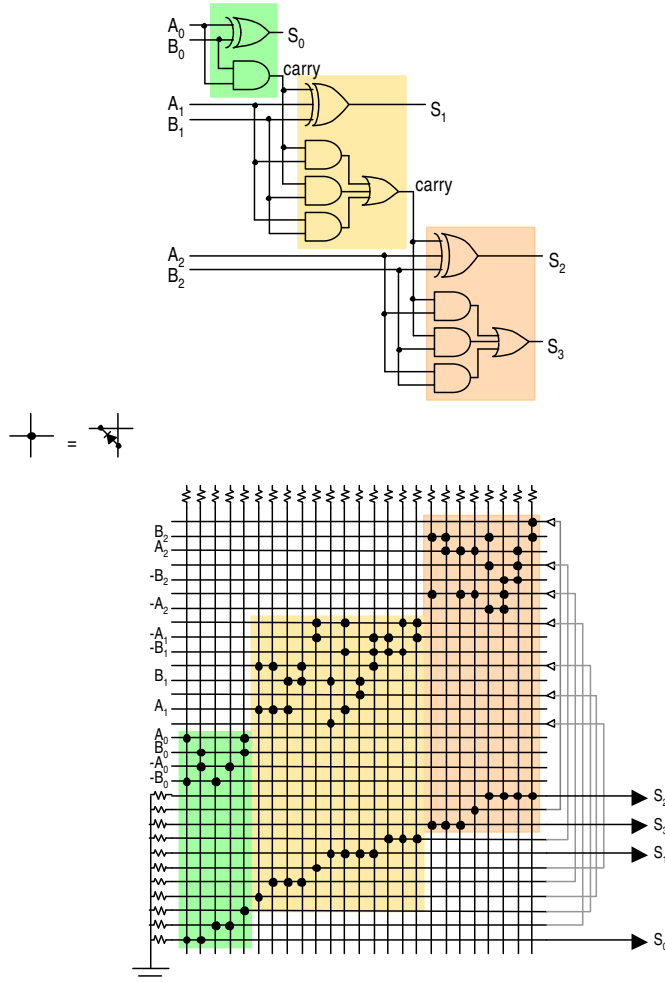 A0
B0
S0
carry
A1
B1
S1
carry
A2
B2
S2
S3
=
B2
A2
-B2
-A2
-A1
-B1
B1
A1
A0
B0
-A0
-B0
S2
S3
S1
S0